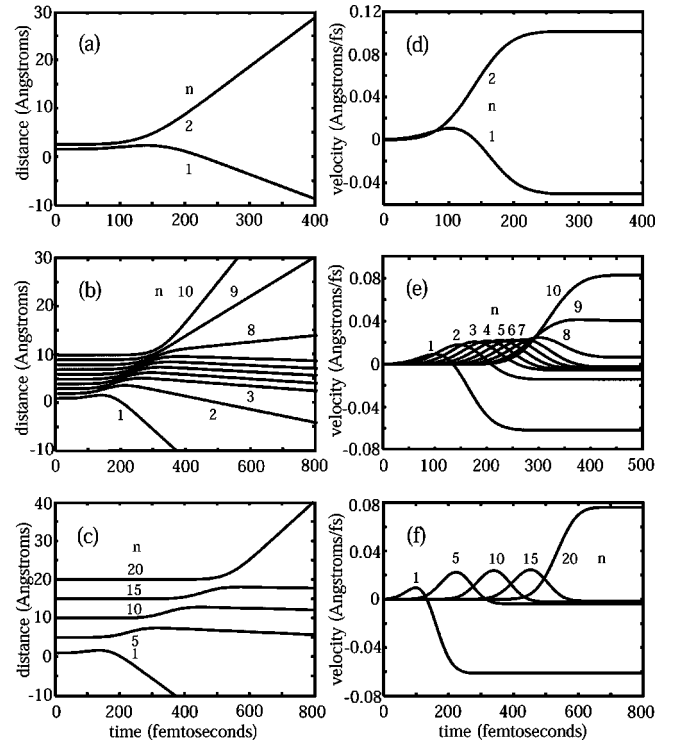 30
20
10
0
-10
distance (Angstroms)
(a)
n
2
1
0 100 200 300 400
0.12
0.08
0.04
0
-0.04
velocity (Angstroms/fs)
(d)
2
n
1
0 100 200 300 400
30
20
10
0
-10
distance (Angstroms)
(b)
n 10 9
8
3
2
1
0 200 400 600 800
0.08
0.04
0
-0.04
-0.08
velocity (Angstroms/fs)
(e)
10
9
n
8
1 2 3 4 5 6 7
0 100 200 300 400 500
40
30
20
10
0
-10
distance (Angstroms)
(c)
n
20
15
10
5
1
0 200 400 600 800
time (femtoseconds)
0.08
0.04
0
-0.04
-0.08
velocity (Angstroms/fs)
(f)
1 5 10 15 20 n
0 200 400 600 800
time (femtoseconds)